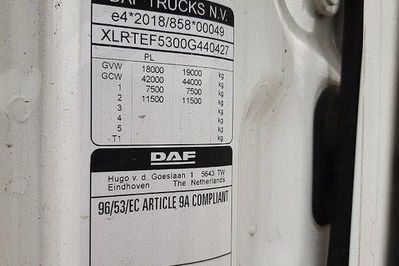 DAF TRUCKS N.V.
e4*2018/858*00049
XLRTEF5300G440427
PL
GVW 18000 19000 kg
GCW 42000 44000 kg
1 7500 7500 kg
2 11500 11500 kg
3 kg
4 kg
5 kg
T1 kg
DAF
Hugo v. d. Goeslaan 1 5643 TW
Eindhoven The Netherlands
96/53/EC ARTICLE 9A COMPLIANT